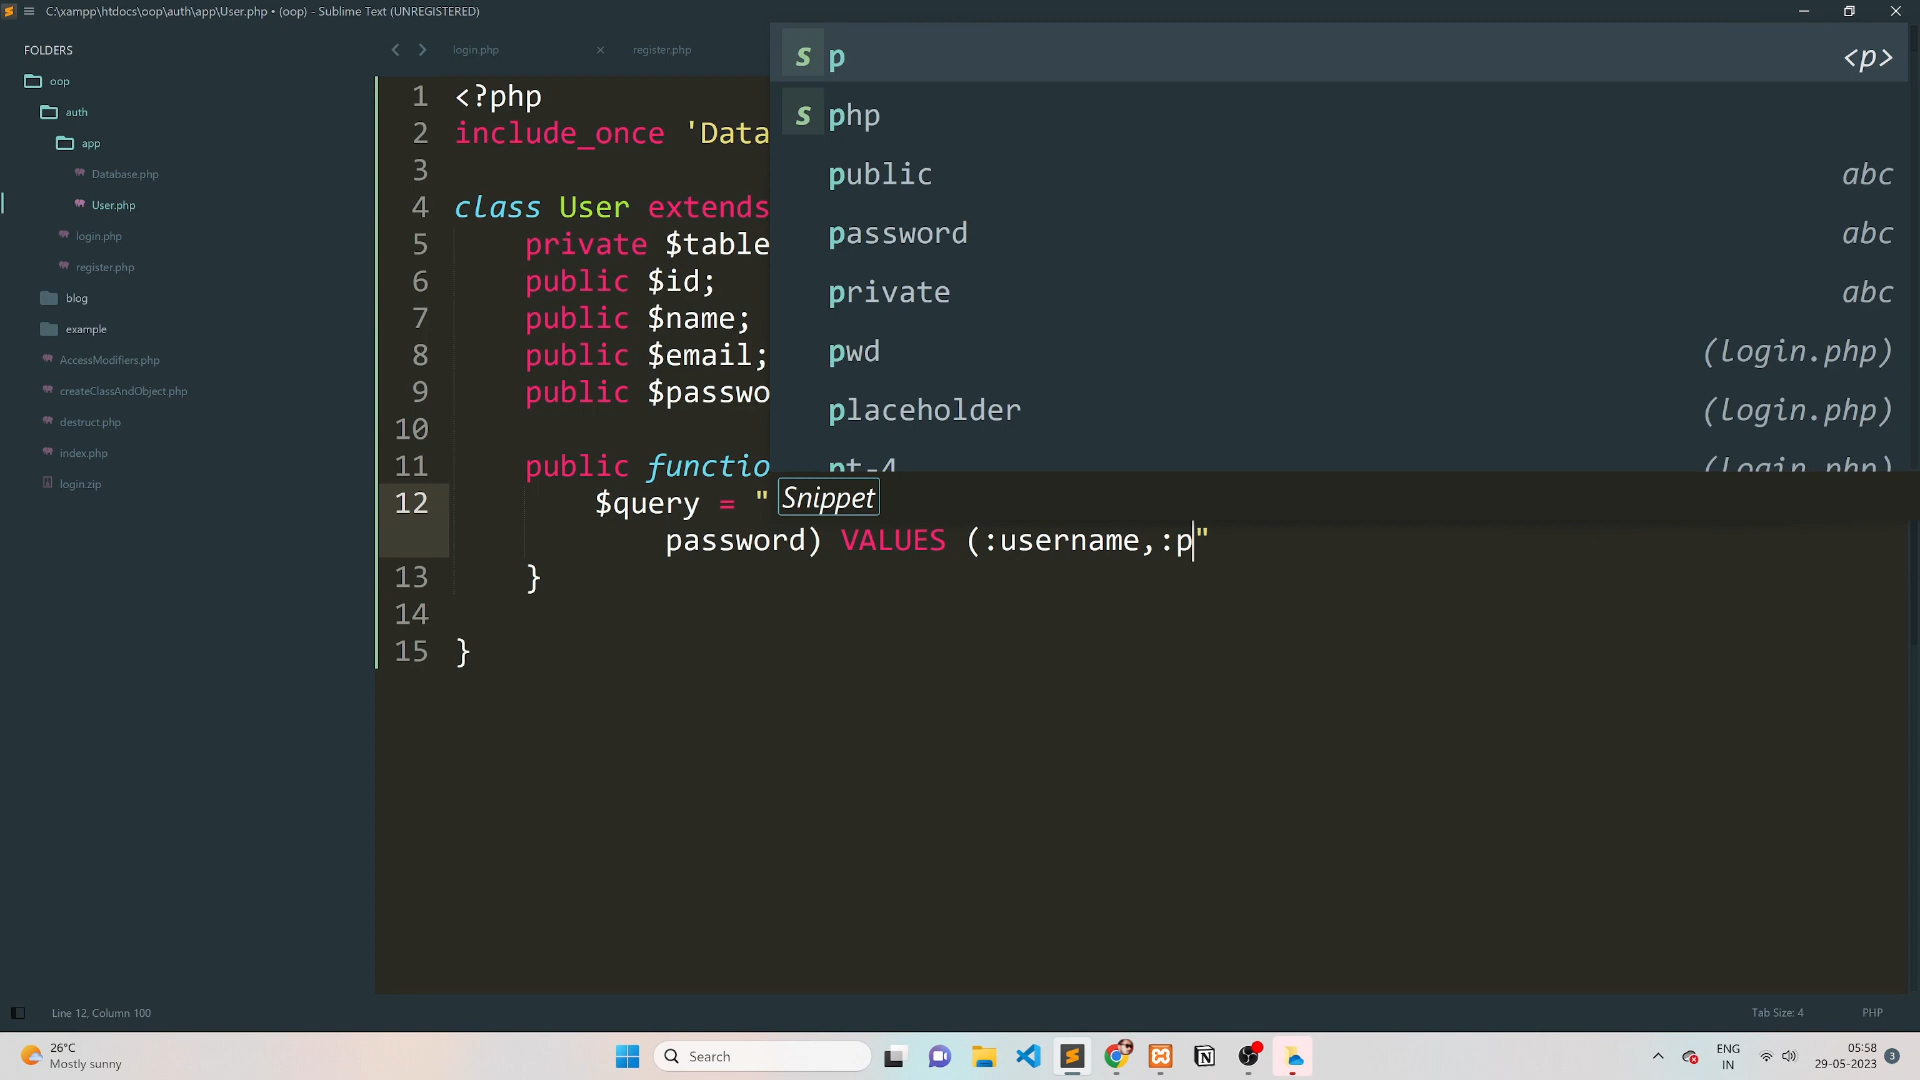 C:\xampp\htdocs\oop\auth\app\User.php • (oop) - Sublime Text (UNREGISTERED)
FOLDERS
oop
auth
app
Database.php
User.php
login.php
register.php
blog
example
AccessModifiers.php
createClassAndObject.php
destruct.php
index.php
login.zip
login.php
register.php
1 <?php
2 include_once 'Data
3
4 class User extends
5 private $table
6 public $id;
7 public $name;
8 public $email;
9 public $passwo
10
11 public functio
12 $query = "
password) VALUES (:username,:p"
13 }
14
15 }
s p <p>
s php
public abc
password abc
private abc
pwd (login.php)
placeholder (login.php)
pt-4 (login.php)
Snippet
Line 12, Column 100
Tab Size: 4
PHP
26°C
Mostly sunny
Search
ENG
IN
05:58
29-05-2023
3